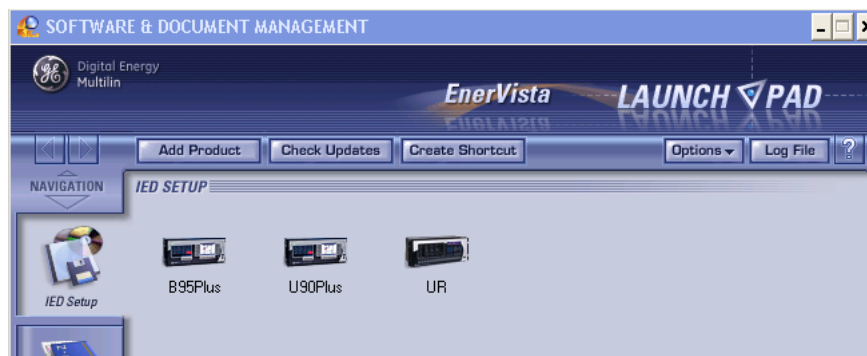 SOFTWARE & DOCUMENT MANAGEMENT
GE
Digital Energy
Multilin
EnerVista
LAUNCH PAD
Add Product
Check Updates
Create Shortcut
Options
Log File
?
NAVIGATION
IED SETUP
IED Setup
B95Plus
U90Plus
UR